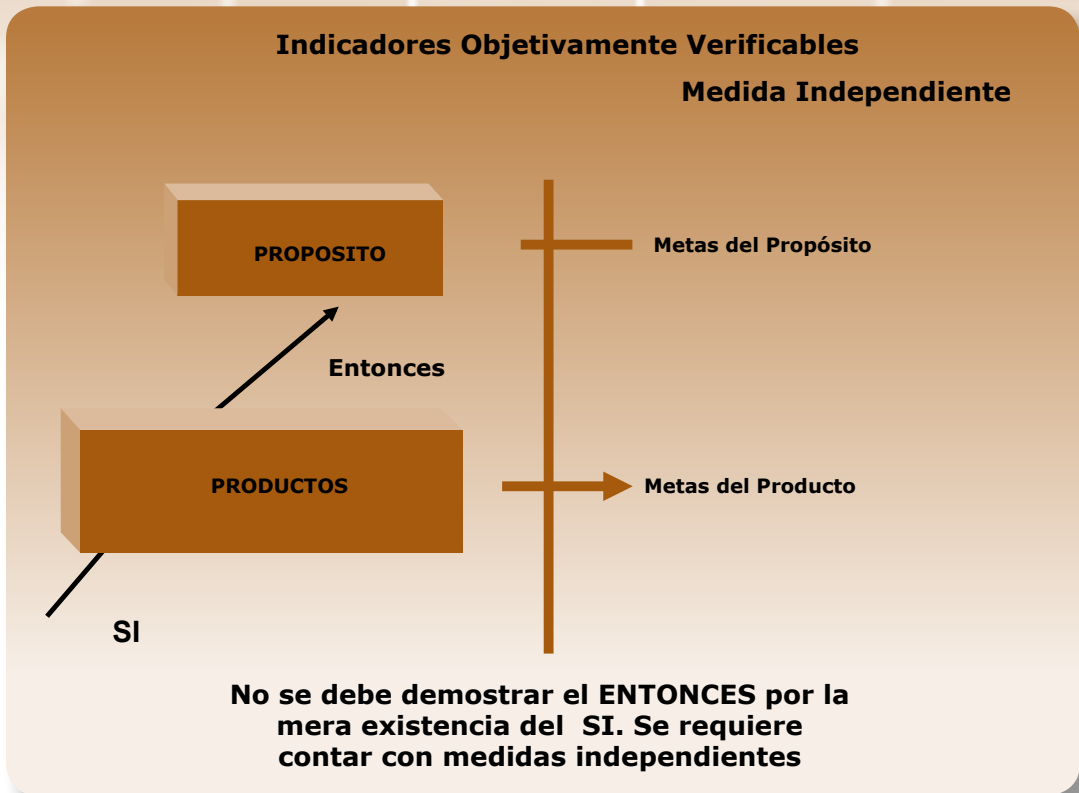 Indicadores Objetivamente Verificables
Medida Independiente
PROPOSITO
Metas del Propósito
Entonces
PRODUCTOS
Metas del Producto
SI
No se debe demostrar el ENTONCES por la
mera existencia del SI. Se requiere
contar con medidas independientes